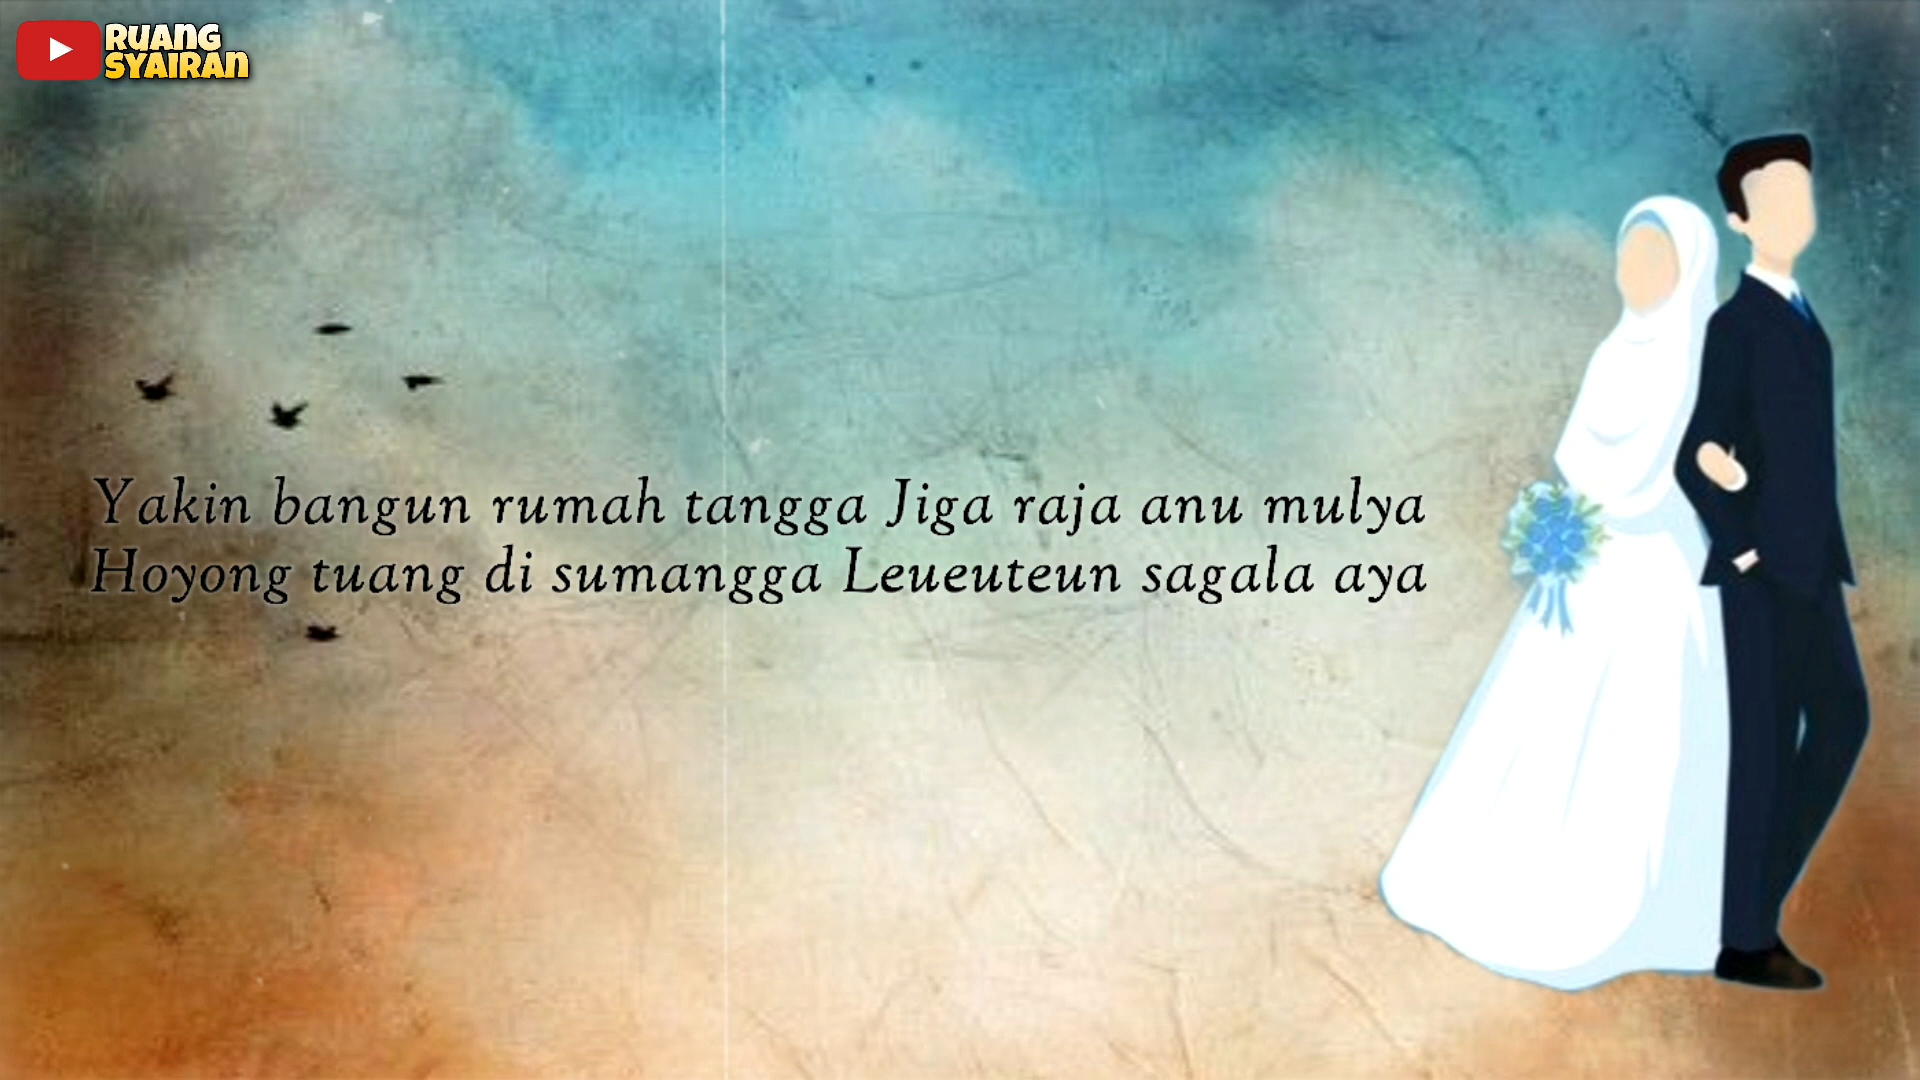 RUANG
SYAIRAN
Yakin bangun rumah tangga Jiga raja anu mulya
Hoyong tuang di sumangga Leueuteun sagala aya